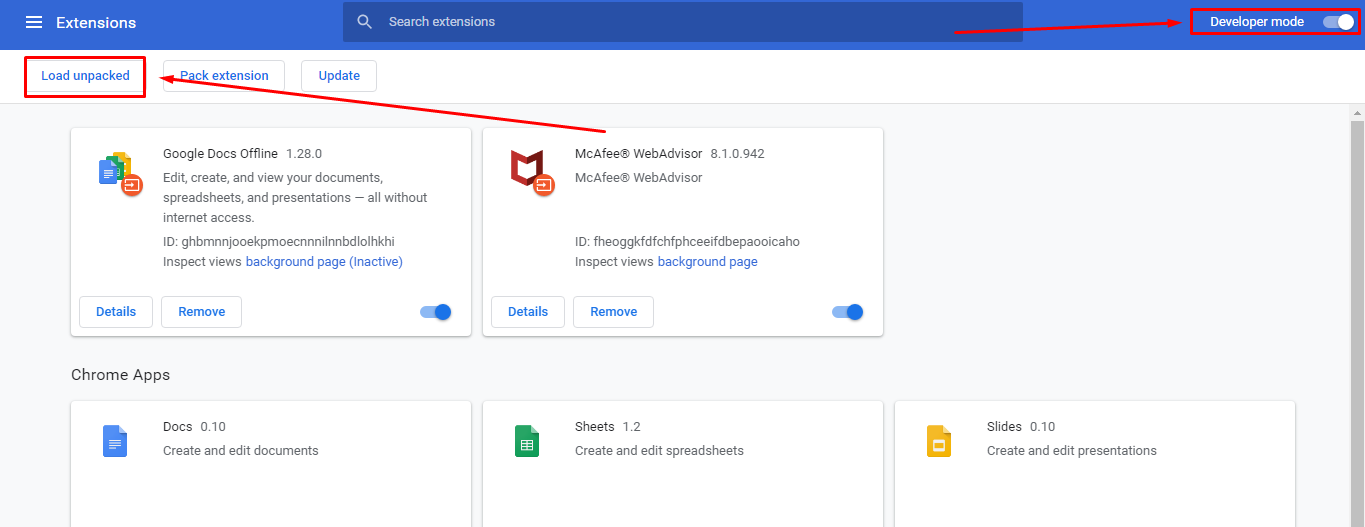 Extensions
Search extensions
Developer mode
Load unpacked
Pack extension
Update
Google Docs Offline 1.28.0
Edit, create, and view your documents,
spreadsheets, and presentations — all without
internet access.
ID: ghbmnnjooekpmoecnnnilnnbdlolhkhi
Inspect views background page (Inactive)
Details
Remove
McAfee® WebAdvisor 8.1.0.942
McAfee® WebAdvisor
ID: fheoggkfdfchfphceeifdbepaooicaho
Inspect views background page
Details
Remove
Chrome Apps
Docs 0.10
Create and edit documents
Sheets 1.2
Create and edit spreadsheets
Slides 0.10
Create and edit presentations